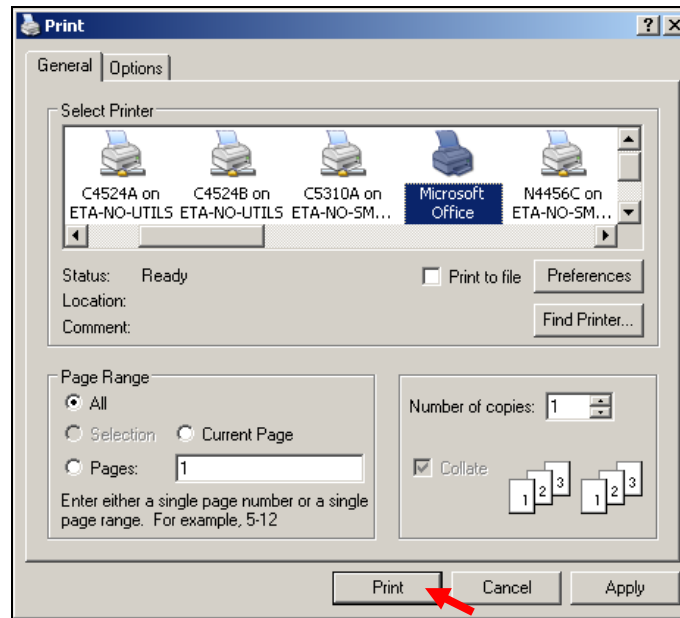 Print
General
Options
Select Printer
C4524A on
ETA-NO-UTILS
C4524B on
ETA-NO-UTILS
C5310A on
ETA-NO-SM...
Microsoft
Office
N4456C on
ETA-NO-SM...
Status: Ready
Print to file
Preferences
Location:
Comment:
Find Printer...
Page Range
All
Selection
Current Page
Pages: 1
Enter either a single page number or a single
page range. For example, 5-12
Number of copies: 1
Collate
1 2 3 1 2 3
Print
Cancel
Apply